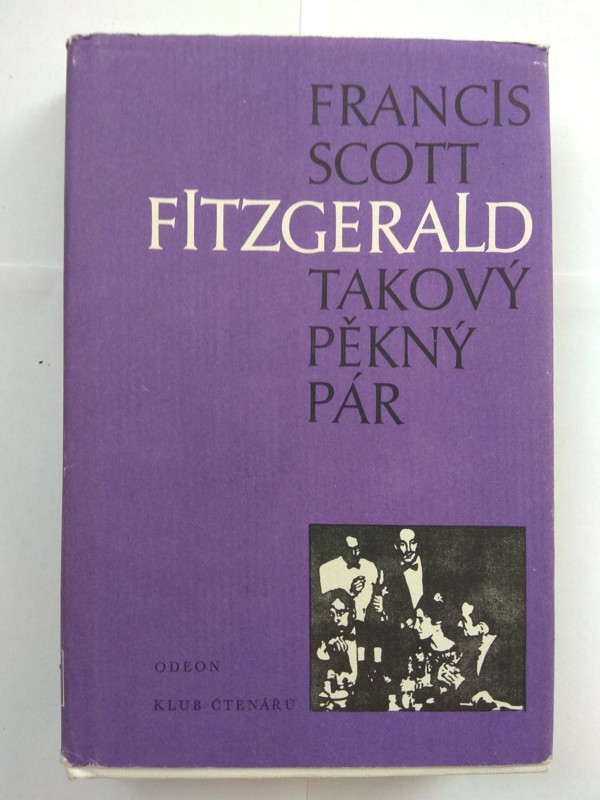 FRANCIS
SCOTT
FITZGERALD
TAKOVÝ
PĚKNÝ
PÁR
ODEON
KLUB ČTENÁŘŮ